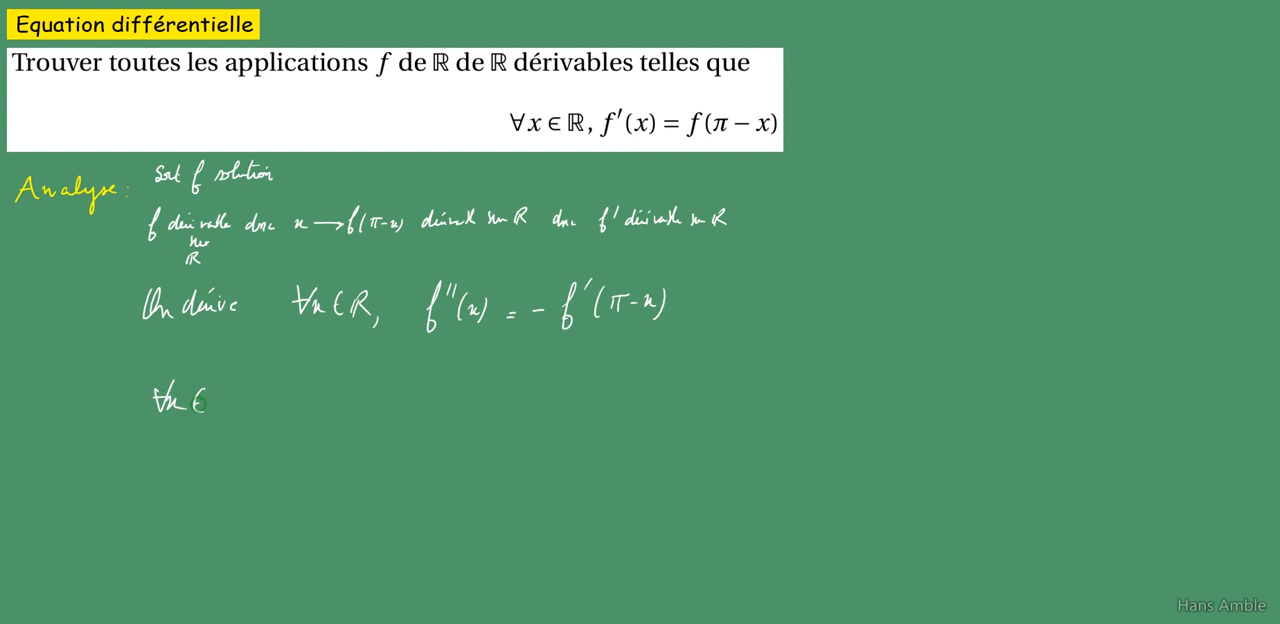 Equation différentielle
Trouver toutes les applications f de ℝ de ℝ dérivables telles que
∀x ∈ ℝ, f′(x) = f(π − x)
Analyse : Soit f solution
f dérivable sur ℝ donc x → f(π-x) dérivable sur ℝ donc f' dérivable sur ℝ
On dérive ∀x ∈ ℝ, f''(x) = - f'(π-x)
∀x ∈
Hans Amble